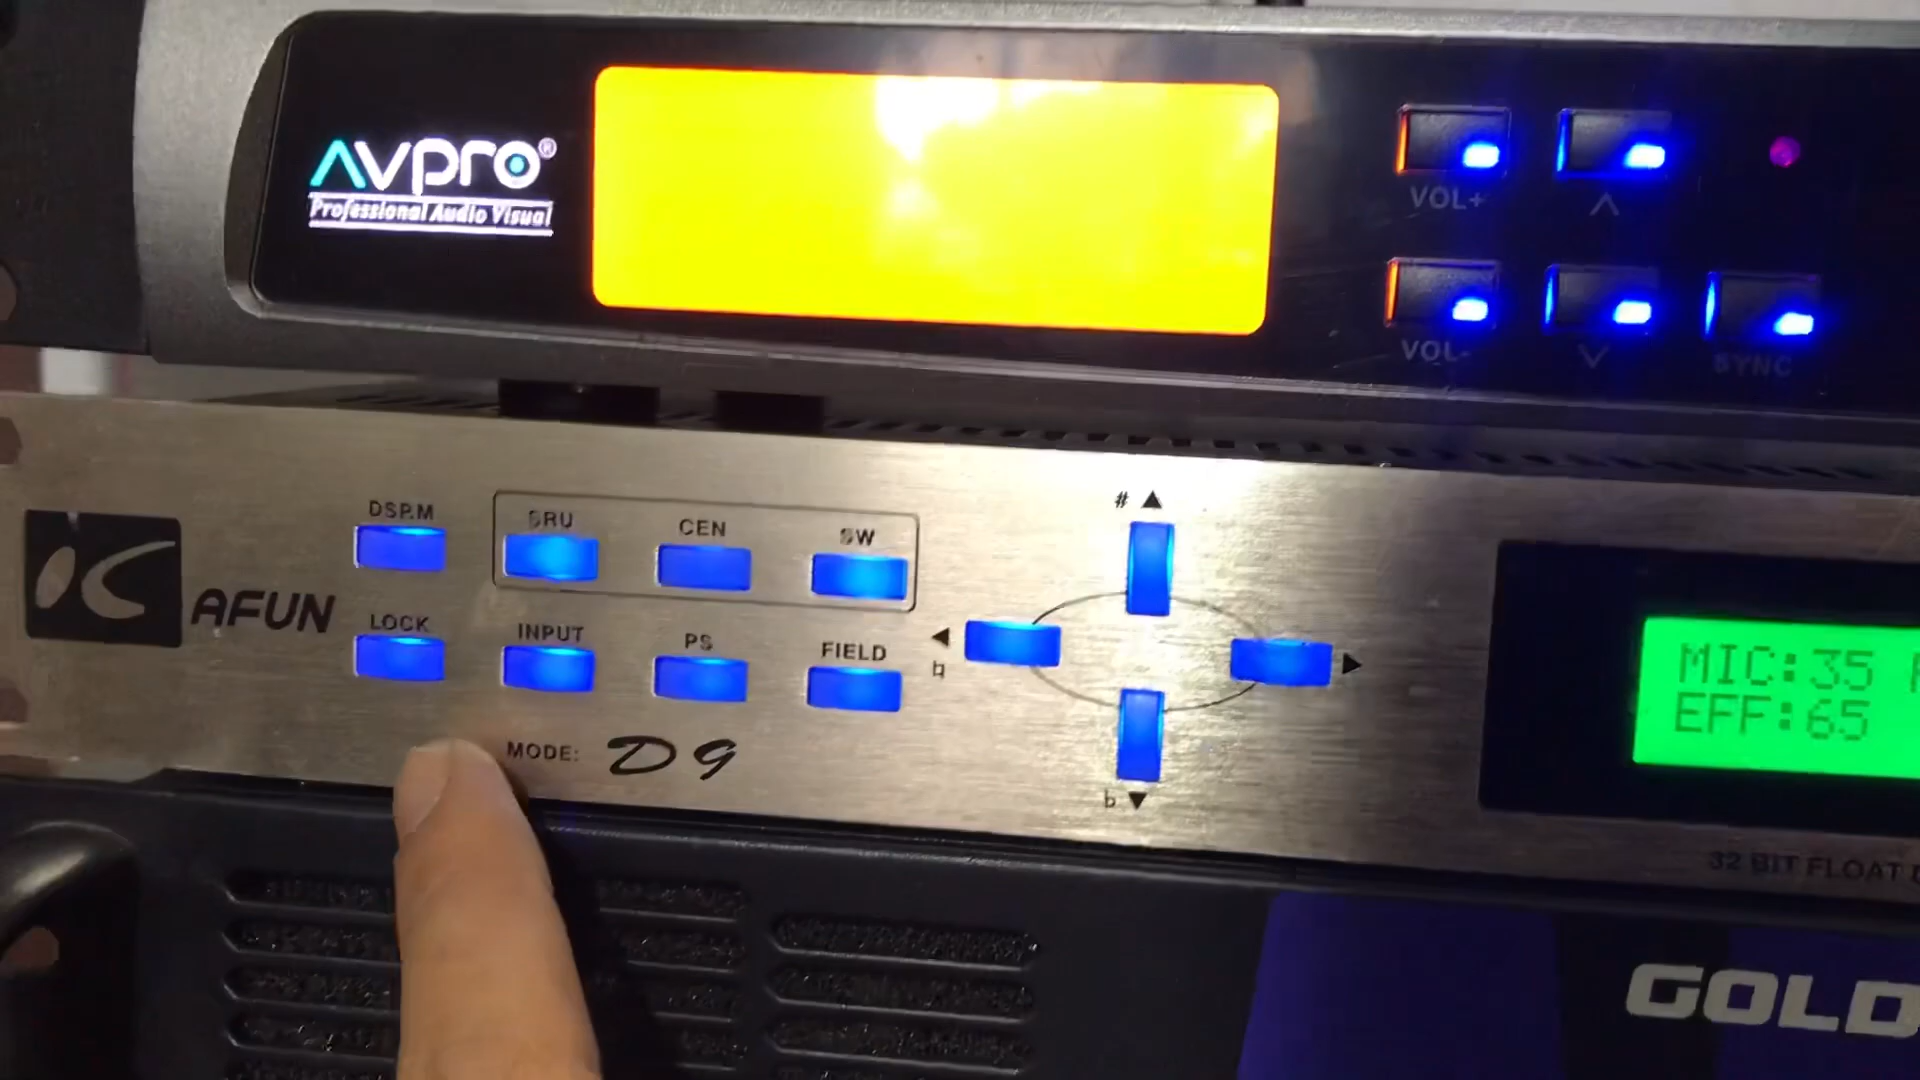 AVPro®
Professional Audio Visual
VOL+
VOL-
SYNC
AFUN
DSP.M
SRU
CEN
SW
LOCK
INPUT
PS
FIELD
MODE: D9
#
♮
b
MIC:35
EFF:65
32 BIT FLOAT
GOLD